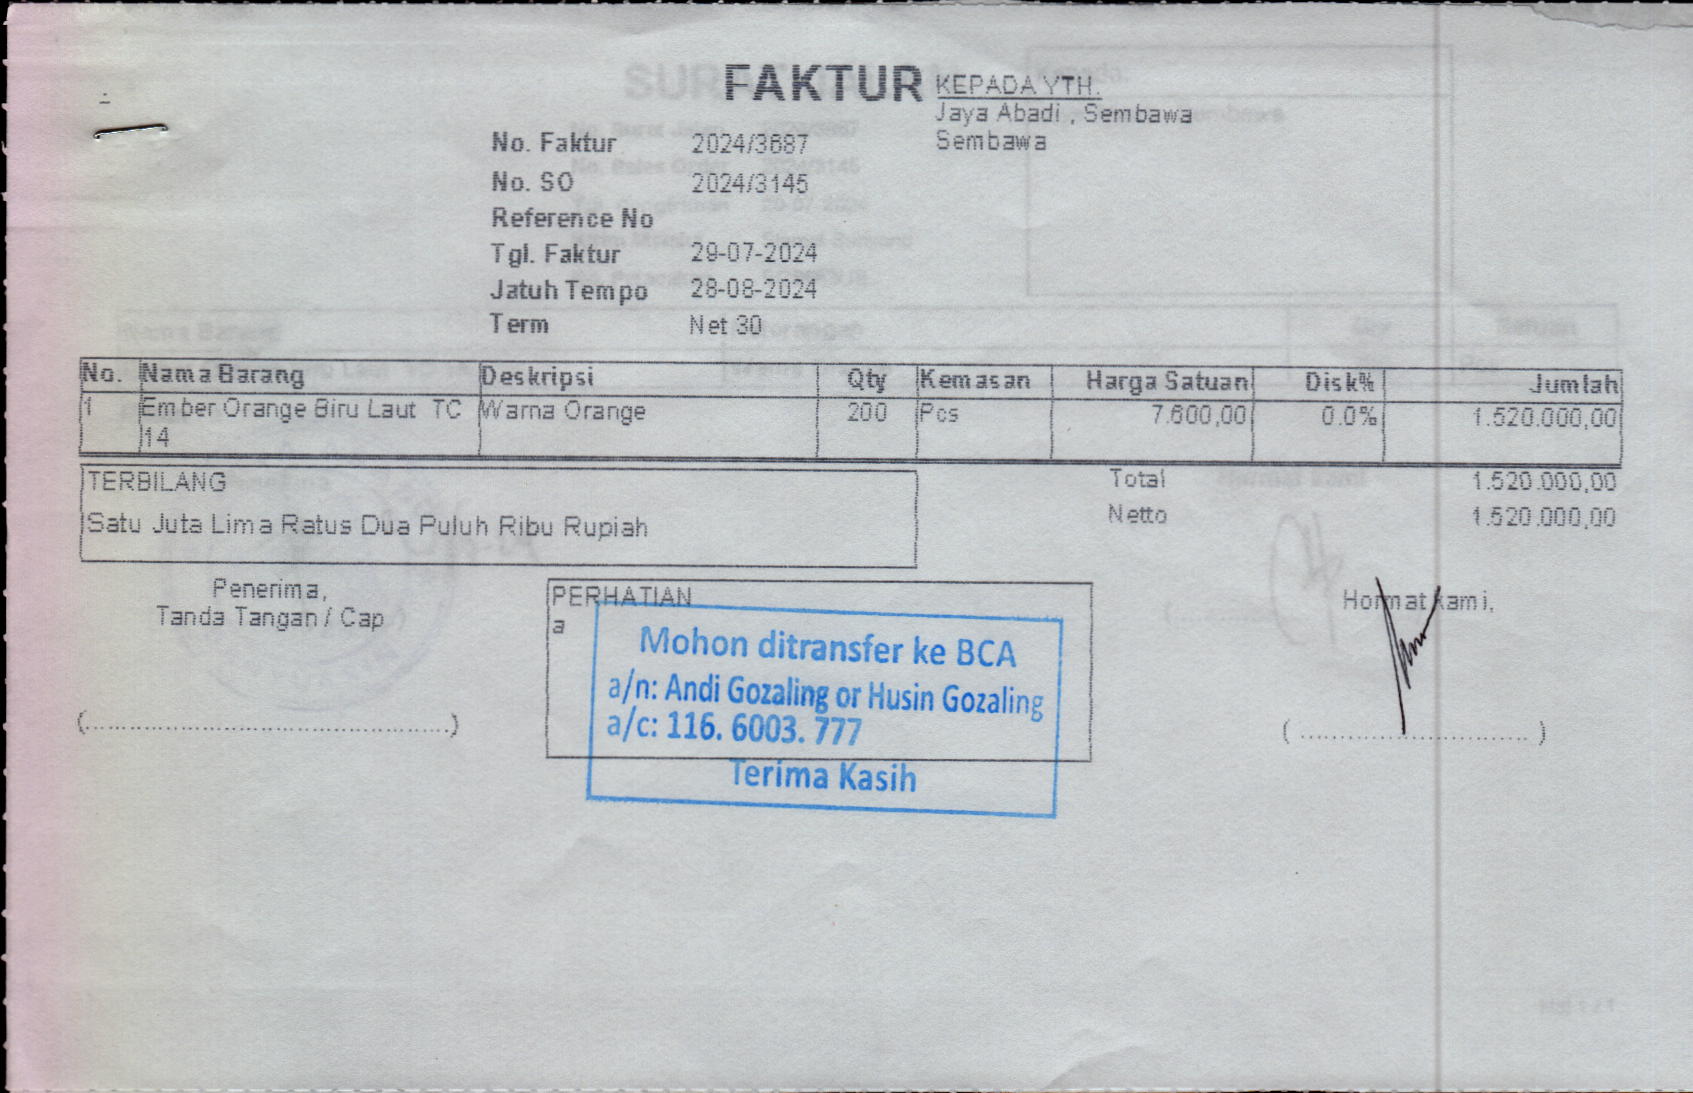 FAKTUR
KEPADA YTH.
Jaya Abadi , Sembawa
Sembawa
No. Faktur 2024/3687
No. SO 2024/3145
Reference No
Tgl. Faktur 29-07-2024
Jatuh Tempo 28-08-2024
Term Net 30
No. Nama Barang Deskripsi Qty Kemasan Harga Satuan Disk% Jumlah
1 Ember Orange Biru Laut TC Warna Orange 200 Pcs 7.600,00 0.0% 1.520.000,00
14
TERBILANG
Satu Juta Lima Ratus Dua Puluh Ribu Rupiah
Total 1.520.000,00
Netto 1.520.000,00
Penerima,
Tanda Tangan / Cap
(..............................................)
PERHATIAN
a
Mohon ditransfer ke BCA
a/n: Andi Gozaling or Husin Gozaling
a/c: 116. 6003. 777
Terima Kasih
Hormat kami,
( ............................. )